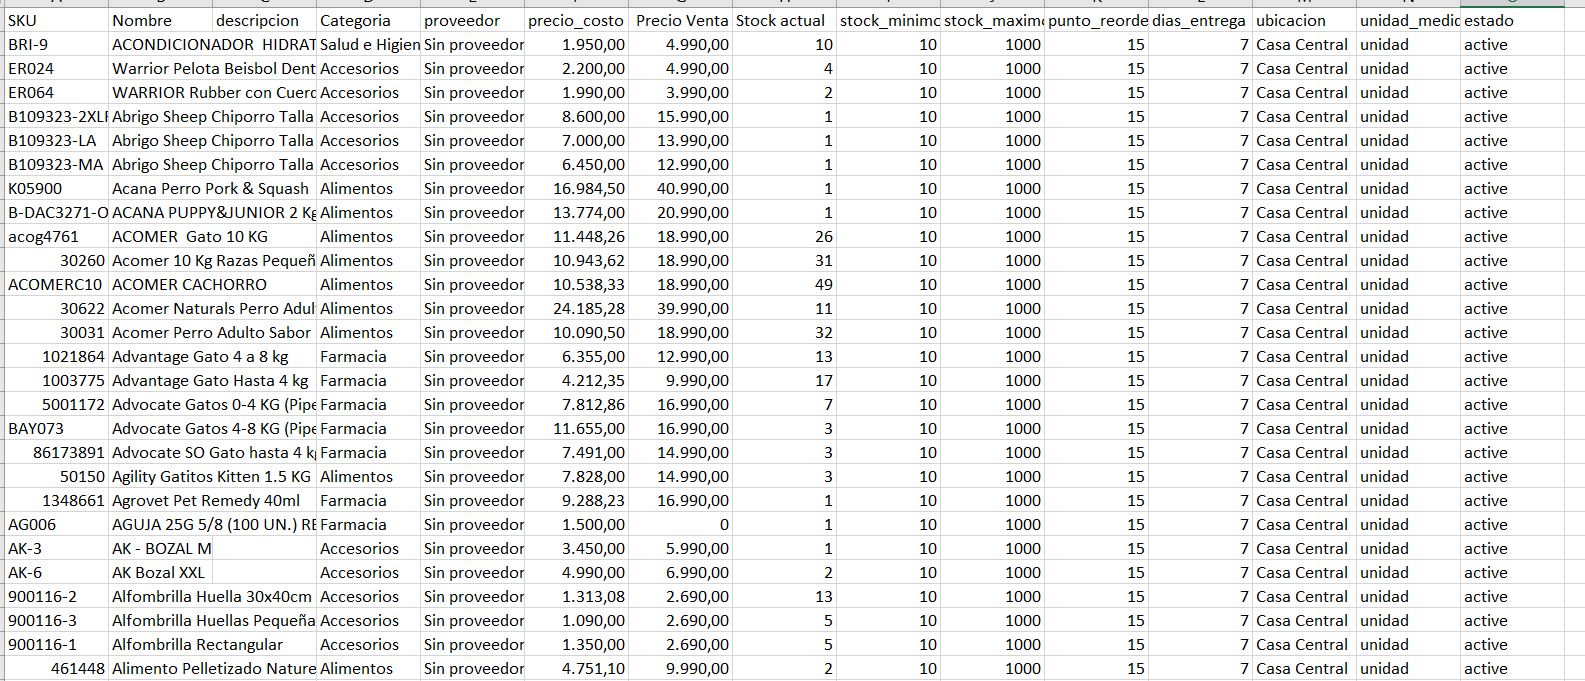 SKU Nombre descripcion Categoria proveedor precio_costo Precio Venta Stock actual stock_minimo stock_maxim punto_reorde dias_entrega ubicacion unidad_medic estado
BRI-9 ACONDICIONADOR HIDRAT Salud e Higien Sin proveedor 1.950,00 4.990,00 10 10 1000 15 7 Casa Central unidad active
ER024 Warrior Pelota Beisbol Dent Accesorios Sin proveedor 2.200,00 4.990,00 4 10 1000 15 7 Casa Central unidad active
ER064 WARRIOR Rubber con Cuerd Accesorios Sin proveedor 1.990,00 3.990,00 2 10 1000 15 7 Casa Central unidad active
B109323-2XLF Abrigo Sheep Chiporro Talla Accesorios Sin proveedor 8.600,00 15.990,00 1 10 1000 15 7 Casa Central unidad active
B109323-LA Abrigo Sheep Chiporro Talla Accesorios Sin proveedor 7.000,00 13.990,00 1 10 1000 15 7 Casa Central unidad active
B109323-MA Abrigo Sheep Chiporro Talla Accesorios Sin proveedor 6.450,00 12.990,00 1 10 1000 15 7 Casa Central unidad active
K05900 Acana Perro Pork & Squash Alimentos Sin proveedor 16.984,50 40.990,00 1 10 1000 15 7 Casa Central unidad active
B-DAC3271-O ACANA PUPPY&JUNIOR 2 Kg Alimentos Sin proveedor 13.774,00 20.990,00 1 10 1000 15 7 Casa Central unidad active
acog4761 ACOMER Gato 10 KG Alimentos Sin proveedor 11.448,26 18.990,00 26 10 1000 15 7 Casa Central unidad active
30260 Acomer 10 Kg Razas Pequeñ Alimentos Sin proveedor 10.943,62 18.990,00 31 10 1000 15 7 Casa Central unidad active
ACOMERC10 ACOMER CACHORRO Alimentos Sin proveedor 10.538,33 18.990,00 49 10 1000 15 7 Casa Central unidad active
30622 Acomer Naturals Perro Adul Alimentos Sin proveedor 24.185,28 39.990,00 11 10 1000 15 7 Casa Central unidad active
30031 Acomer Perro Adulto Sabor Alimentos Sin proveedor 10.090,50 18.990,00 32 10 1000 15 7 Casa Central unidad active
1021864 Advantage Gato 4 a 8 kg Farmacia Sin proveedor 6.355,00 12.990,00 13 10 1000 15 7 Casa Central unidad active
1003775 Advantage Gato Hasta 4 kg Farmacia Sin proveedor 4.212,35 9.990,00 17 10 1000 15 7 Casa Central unidad active
5001172 Advocate Gatos 0-4 KG (Pipe Farmacia Sin proveedor 7.812,86 16.990,00 7 10 1000 15 7 Casa Central unidad active
BAY073 Advocate Gatos 4-8 KG (Pipe Farmacia Sin proveedor 11.655,00 16.990,00 3 10 1000 15 7 Casa Central unidad active
86173891 Advocate SO Gato hasta 4 kg Farmacia Sin proveedor 7.491,00 14.990,00 3 10 1000 15 7 Casa Central unidad active
50150 Agility Gatitos Kitten 1.5 KG Alimentos Sin proveedor 7.828,00 14.990,00 3 10 1000 15 7 Casa Central unidad active
1348661 Agrovet Pet Remedy 40ml Farmacia Sin proveedor 9.288,23 16.990,00 1 10 1000 15 7 Casa Central unidad active
AG006 AGUJA 25G 5/8 (100 UN.) RE Farmacia Sin proveedor 1.500,00 0 1 10 1000 15 7 Casa Central unidad active
AK-3 AK - BOZAL M Accesorios Sin proveedor 3.450,00 5.990,00 1 10 1000 15 7 Casa Central unidad active
AK-6 AK Bozal XXL Accesorios Sin proveedor 4.990,00 6.990,00 2 10 1000 15 7 Casa Central unidad active
900116-2 Alfombrilla Huella 30x40cm Accesorios Sin proveedor 1.313,08 2.690,00 13 10 1000 15 7 Casa Central unidad active
900116-3 Alfombrilla Huellas Pequeña Accesorios Sin proveedor 1.090,00 2.690,00 5 10 1000 15 7 Casa Central unidad active
900116-1 Alfombrilla Rectangular Accesorios Sin proveedor 1.350,00 2.690,00 5 10 1000 15 7 Casa Central unidad active
461448 Alimento Pelletizado Nature Alimentos Sin proveedor 4.751,10 9.990,00 2 10 1000 15 7 Casa Central unidad active